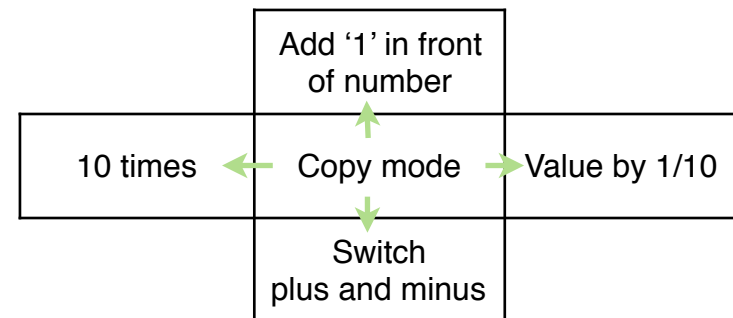 Add ‘1’ in front
of number
10 times
Copy mode
Value by 1/10
Switch
plus and minus